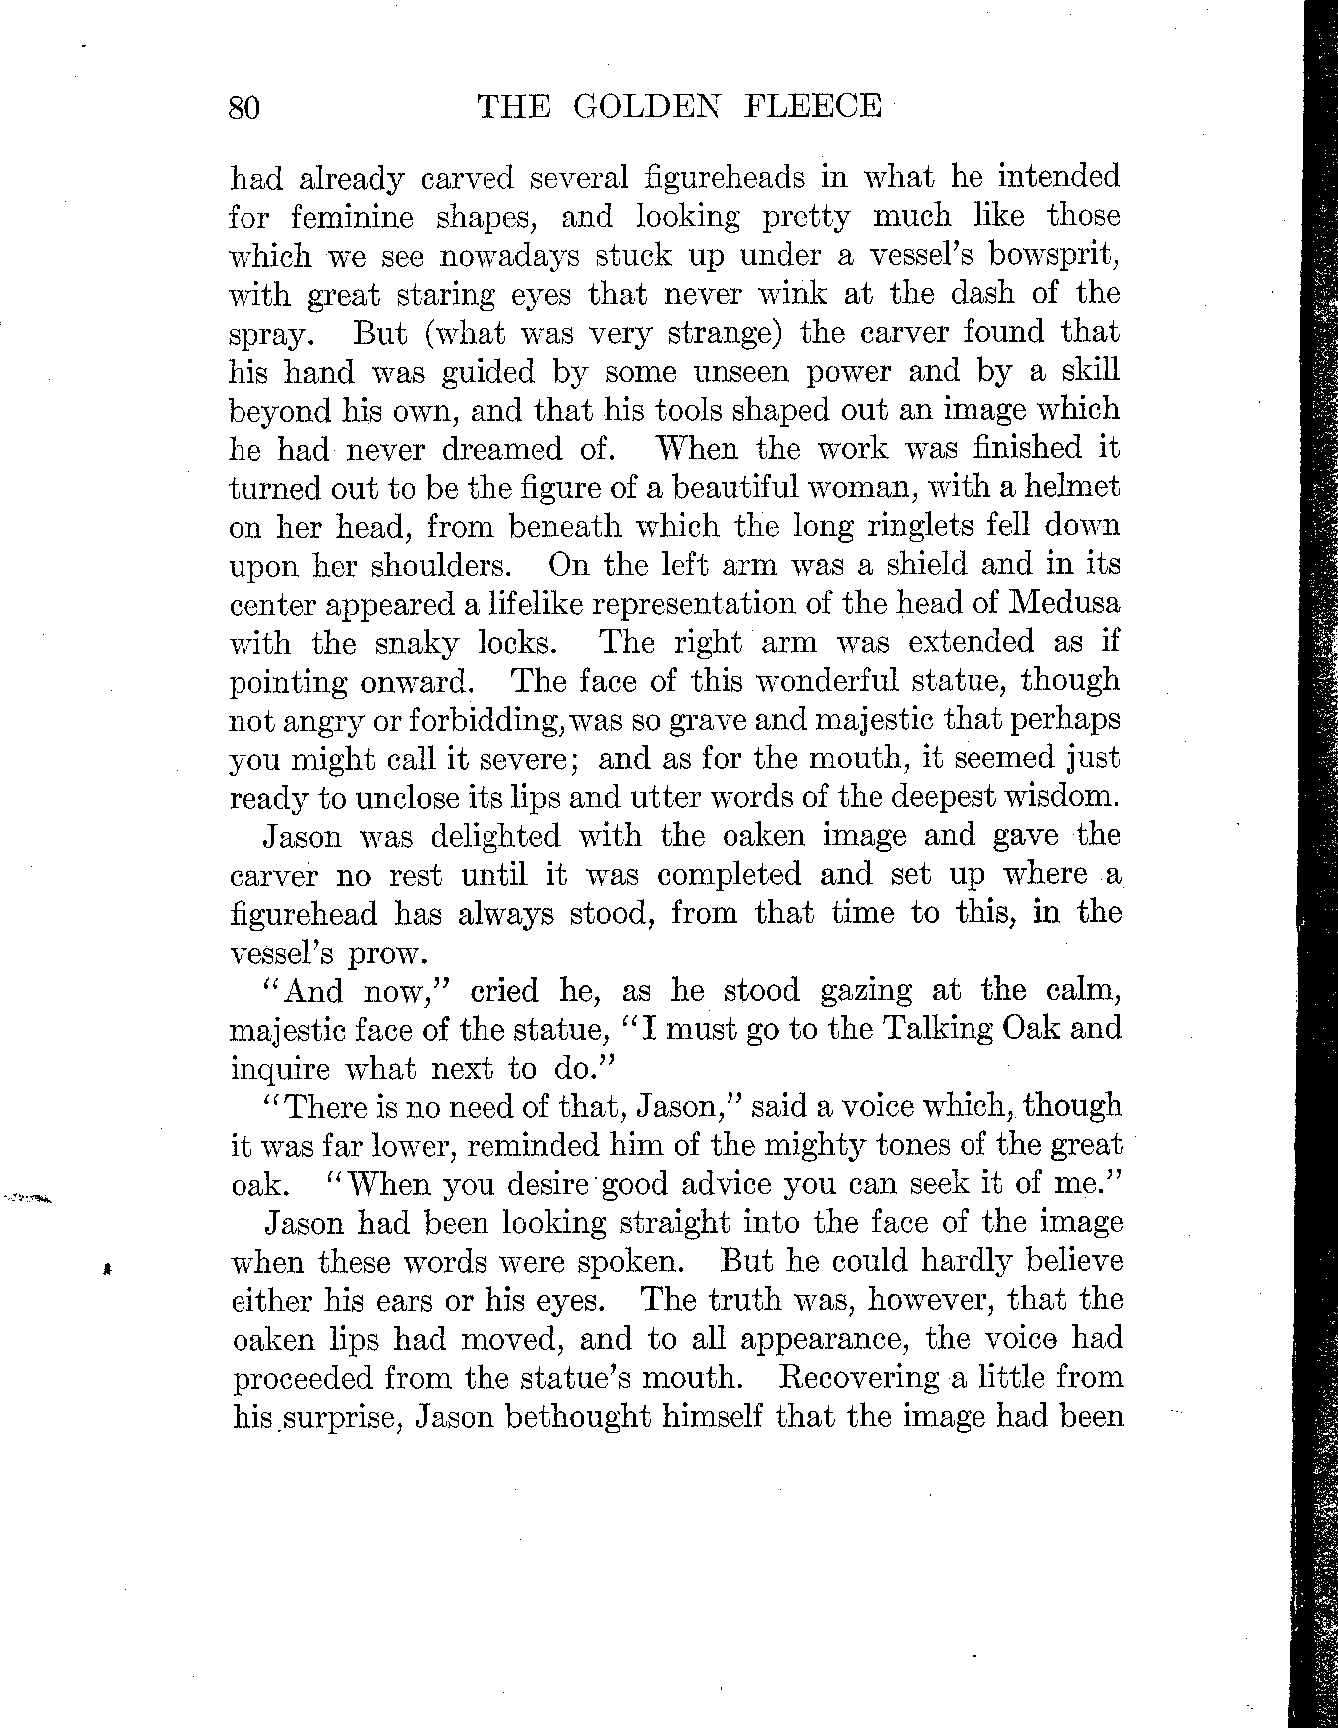 80 THE GOLDEN FLEECE
had already carved several figureheads in what he intended
for feminine shapes, and looking pretty much like those
which we see nowadays stuck up under a vessel's bowsprit,
with great staring eyes that never wink at the dash of the
spray. But (what was very strange) the carver found that
his hand was guided by some unseen power and by a skill
beyond his own, and that his tools shaped out an image which
he had never dreamed of. When the work was finished it
turned out to be the figure of a beautiful woman, with a helmet
on her head, from beneath which the long ringlets fell down
upon her shoulders. On the left arm was a shield and in its
center appeared a lifelike representation of the head of Medusa
with the snaky locks. The right arm was extended as if
pointing onward. The face of this wonderful statue, though
not angry or forbidding, was so grave and majestic that perhaps
you might call it severe; and as for the mouth, it seemed just
ready to unclose its lips and utter words of the deepest wisdom.
Jason was delighted with the oaken image and gave the
carver no rest until it was completed and set up where a
figurehead has always stood, from that time to this, in the
vessel's prow.
"And now," cried he, as he stood gazing at the calm,
majestic face of the statue, "I must go to the Talking Oak and
inquire what next to do."
"There is no need of that, Jason," said a voice which, though
it was far lower, reminded him of the mighty tones of the great
oak. "When you desire good advice you can seek it of me."
Jason had been looking straight into the face of the image
when these words were spoken. But he could hardly believe
either his ears or his eyes. The truth was, however, that the
oaken lips had moved, and to all appearance, the voice had
proceeded from the statue's mouth. Recovering a little from
his surprise, Jason bethought himself that the image had been